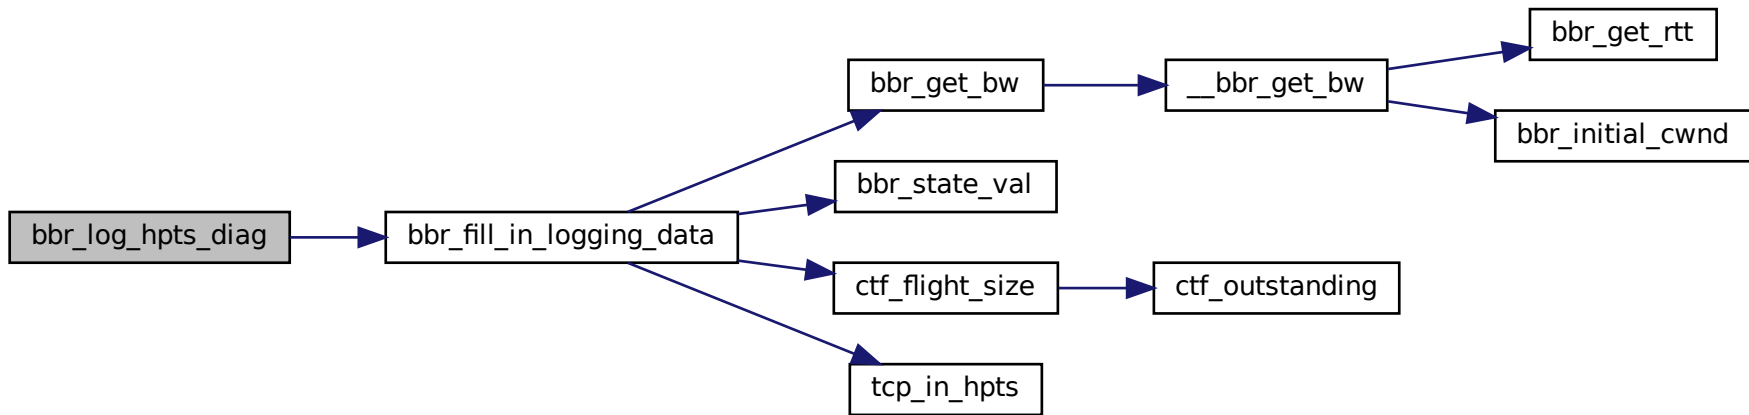 bbr_log_hpts_diag
bbr_fill_in_logging_data
bbr_get_bw
__bbr_get_bw
bbr_get_rtt
bbr_initial_cwnd
bbr_state_val
ctf_flight_size
ctf_outstanding
tcp_in_hpts